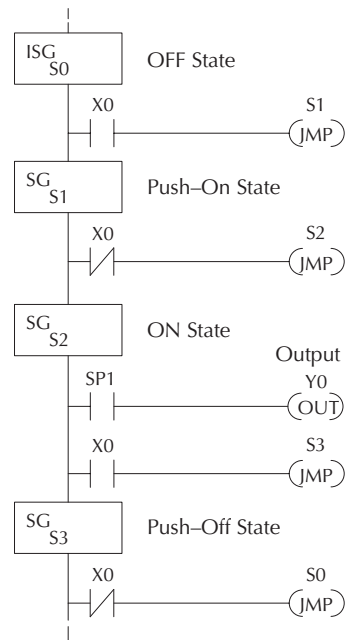 ISG
S0
OFF State
X0
S1
JMP
SG
S1
Push–On State
X0
S2
JMP
SG
S2
ON State
Output
SP1
Y0
OUT
X0
S3
JMP
SG
S3
Push–Off State
X0
S0
JMP